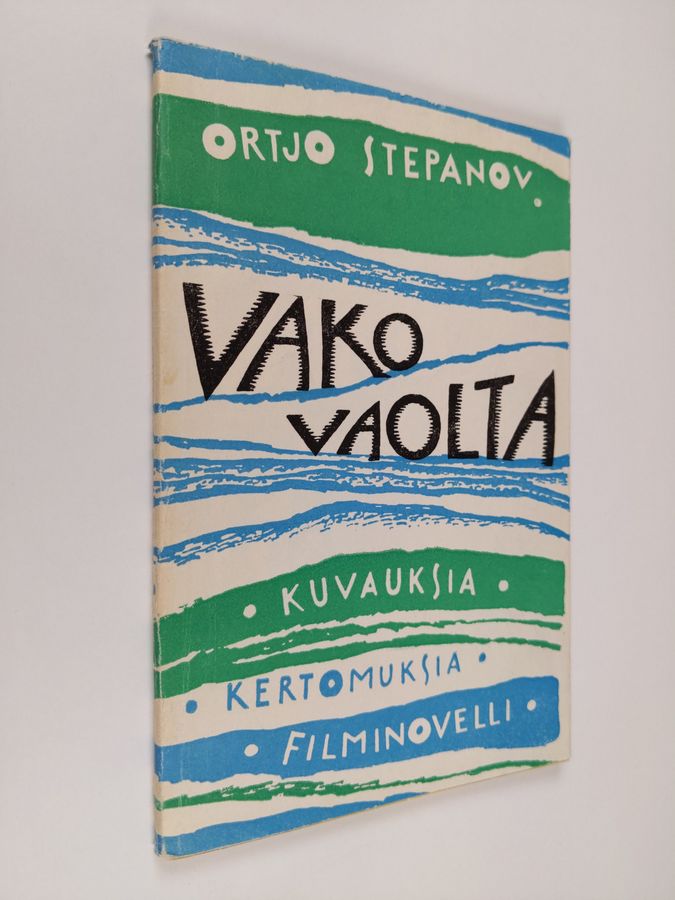 ORTJO STEPANOV.
VAKO
VAOLTA
• KUVAUKSIA •
• KERTOMUKSIA •
• FILMINOVELLI •